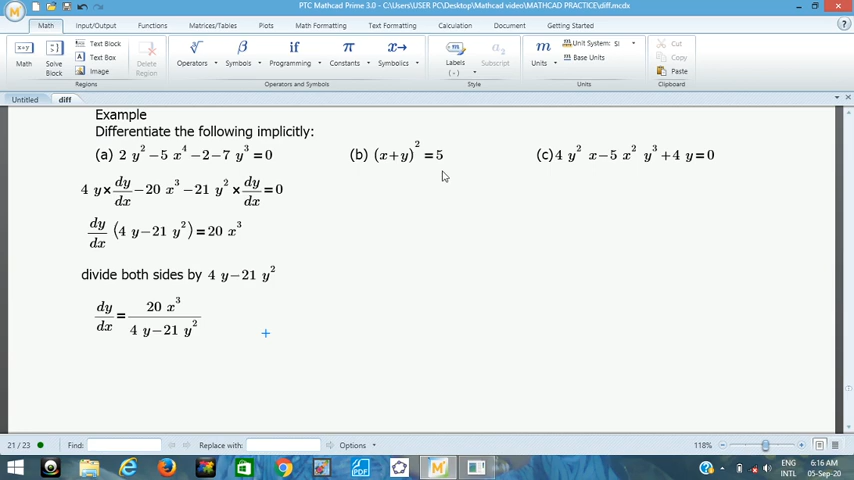 PTC Mathcad Prime 3.0 - C:\Users\USER PC\Desktop\Mathcad video\MATHCAD PRACTICE\diff.mcdx
Math Input/Output Functions Matrices/Tables Plots Math Formatting Text Formatting Calculation Document Getting Started
Math
Solve Block
Text Block
Text Box
Image
Delete Region
Operators
Symbols
Programming
Constants
Symbolics
Labels
Subscript
Units
Unit System: SI
Base Units
Cut
Copy
Paste
Regions Operators and Symbols Style Units Clipboard
Untitled diff
Example
Differentiate the following implicitly:
(a) 2 y² − 5 x⁴ − 2 − 7 y³ = 0 (b) (x+y)² = 5 (c) 4 y² x − 5 x² y³ + 4 y = 0
4 y × dy/dx − 20 x³ − 21 y² × dy/dx = 0
dy/dx (4 y − 21 y²) = 20 x³
divide both sides by 4 y − 21 y²
dy/dx = 20 x³ / 4 y − 21 y²
21 / 23 Find: Replace with: Options 118%
PDF
ENG 6:16 AM
INTL 05-Sep-20